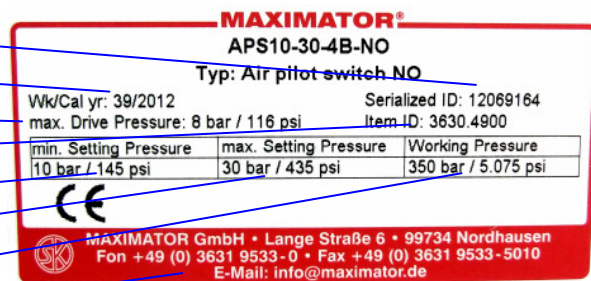 MAXIMATOR®
APS10-30-4B-NO
Typ: Air pilot switch NO
Wk/Cal yr: 39/2012 Serialized ID: 12069164
max. Drive Pressure: 8 bar / 116 psi Item ID: 3630.4900
min. Setting Pressure max. Setting Pressure Working Pressure
10 bar / 145 psi 30 bar / 435 psi 350 bar / 5.075 psi
CE
SK MAXIMATOR GmbH • Lange Straße 6 • 99734 Nordhausen
Fon +49 (0) 3631 9533-0 • Fax +49 (0) 3631 9533-5010
E-Mail: info@maximator.de